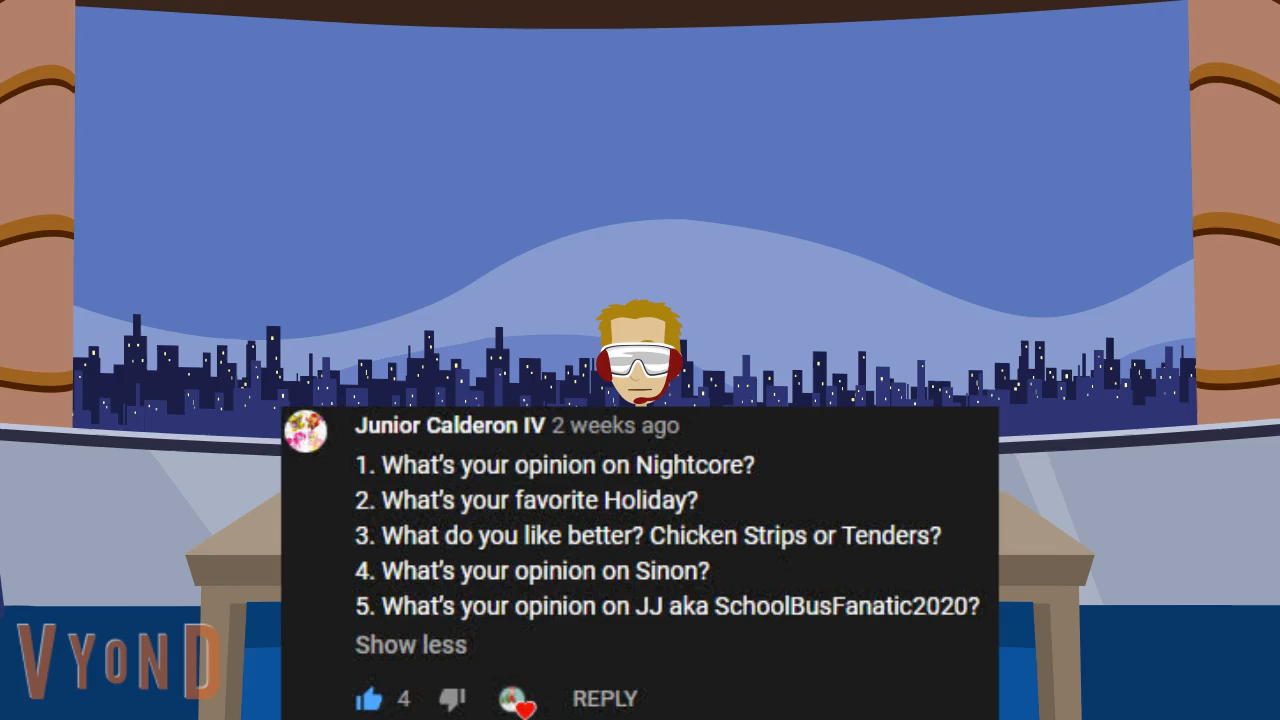 Junior Calderon IV 2 weeks ago
1. What's your opinion on Nightcore?
2. What's your favorite Holiday?
3. What do you like better? Chicken Strips or Tenders?
4. What's your opinion on Sinon?
5. What's your opinion on JJ aka SchoolBusFanatic2020?
Show less
4 REPLY
VYOND